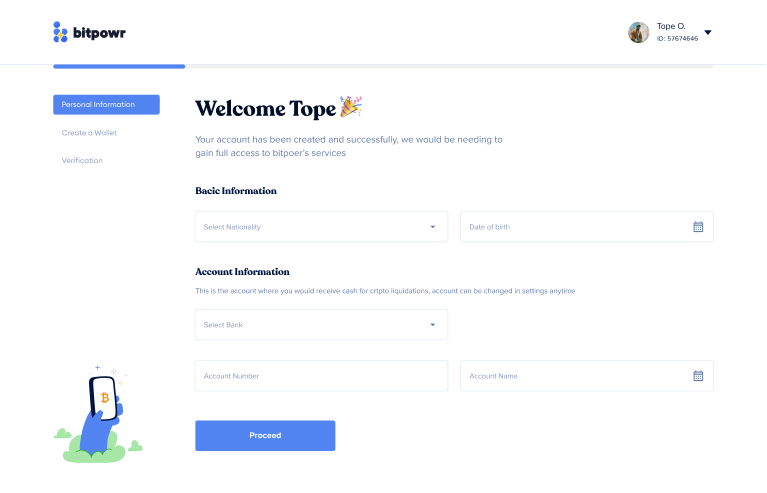 bitpowr
Tope O.
ID: 57674646
Personal Information
Create a Wallet
Verification
Welcome Tope🎉
Your account has been created and successfully, we would be needing to
gain full access to bitpoer's services
Bacic Information
Select Nationality
Date of birth
Account Information
This is the account where you would receive cash for crtpto liquidations, account can be changed in settings anytime
Select Bank
Account Number
Account Name
Proceed